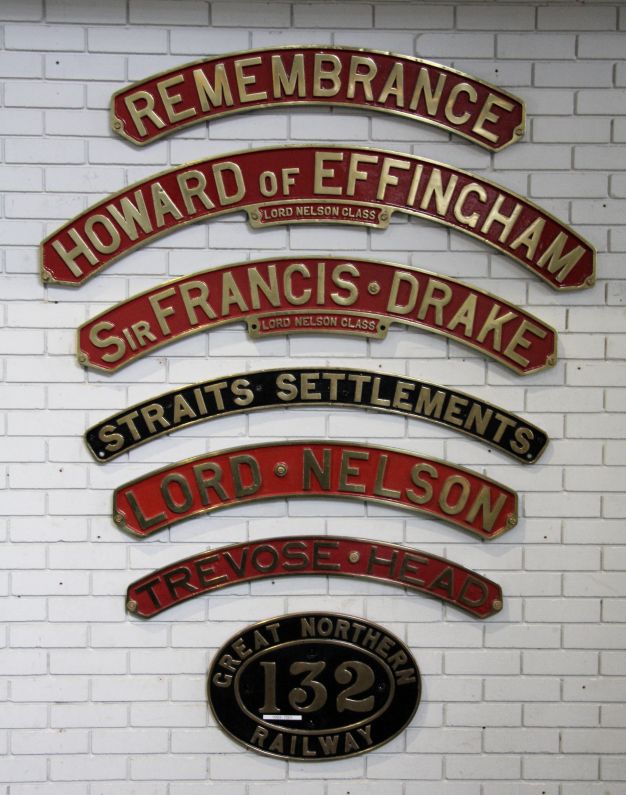 REMEMBRANCE
HOWARD OF EFFINGHAM
LORD NELSON CLASS
SIR FRANCIS · DRAKE
LORD NELSON CLASS
STRAITS SETTLEMENTS.
LORD · NELSON
TREVOSE · HEAD
GREAT NORTHERN
132
RAILWAY